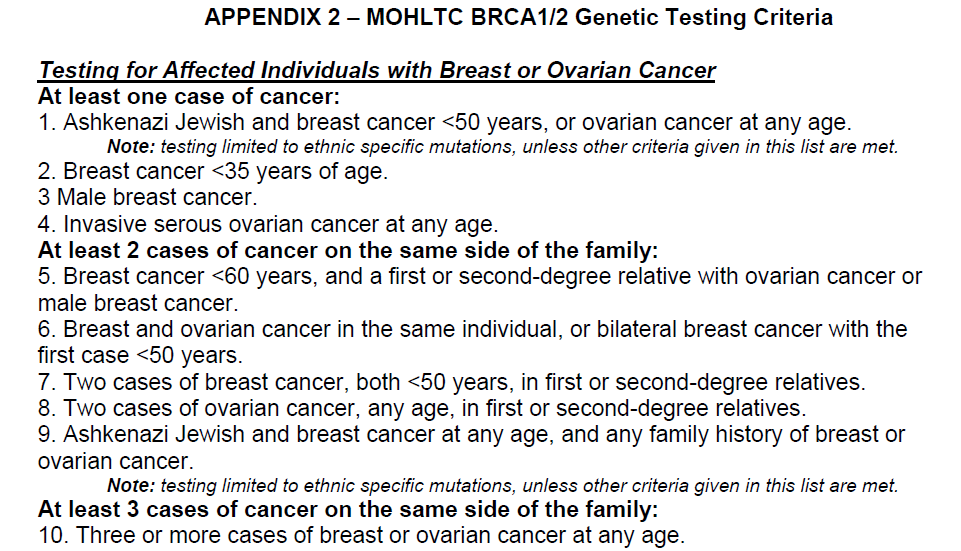 APPENDIX 2 – MOHLTC BRCA1/2 Genetic Testing Criteria
Testing for Affected Individuals with Breast or Ovarian Cancer
At least one case of cancer:
1. Ashkenazi Jewish and breast cancer <50 years, or ovarian cancer at any age.
Note: testing limited to ethnic specific mutations, unless other criteria given in this list are met.
2. Breast cancer <35 years of age.
3 Male breast cancer.
4. Invasive serous ovarian cancer at any age.
At least 2 cases of cancer on the same side of the family:
5. Breast cancer <60 years, and a first or second-degree relative with ovarian cancer or
male breast cancer.
6. Breast and ovarian cancer in the same individual, or bilateral breast cancer with the
first case <50 years.
7. Two cases of breast cancer, both <50 years, in first or second-degree relatives.
8. Two cases of ovarian cancer, any age, in first or second-degree relatives.
9. Ashkenazi Jewish and breast cancer at any age, and any family history of breast or
ovarian cancer.
Note: testing limited to ethnic specific mutations, unless other criteria given in this list are met.
At least 3 cases of cancer on the same side of the family:
10. Three or more cases of breast or ovarian cancer at any age.